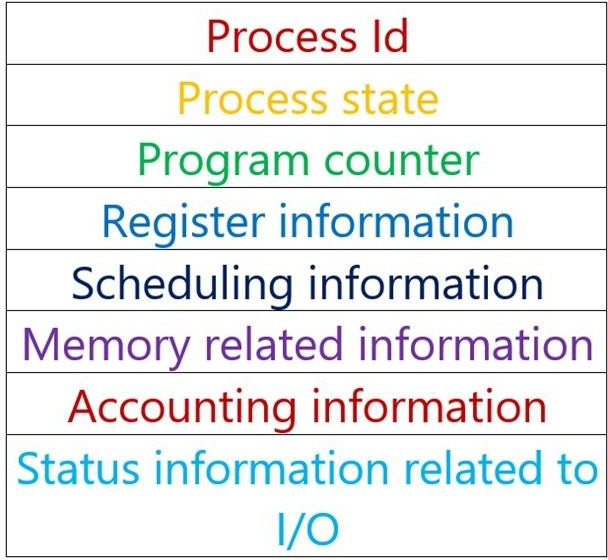 Process Id
Process state
Program counter
Register information
Scheduling information
Memory related information
Accounting information
Status information related to
I/O